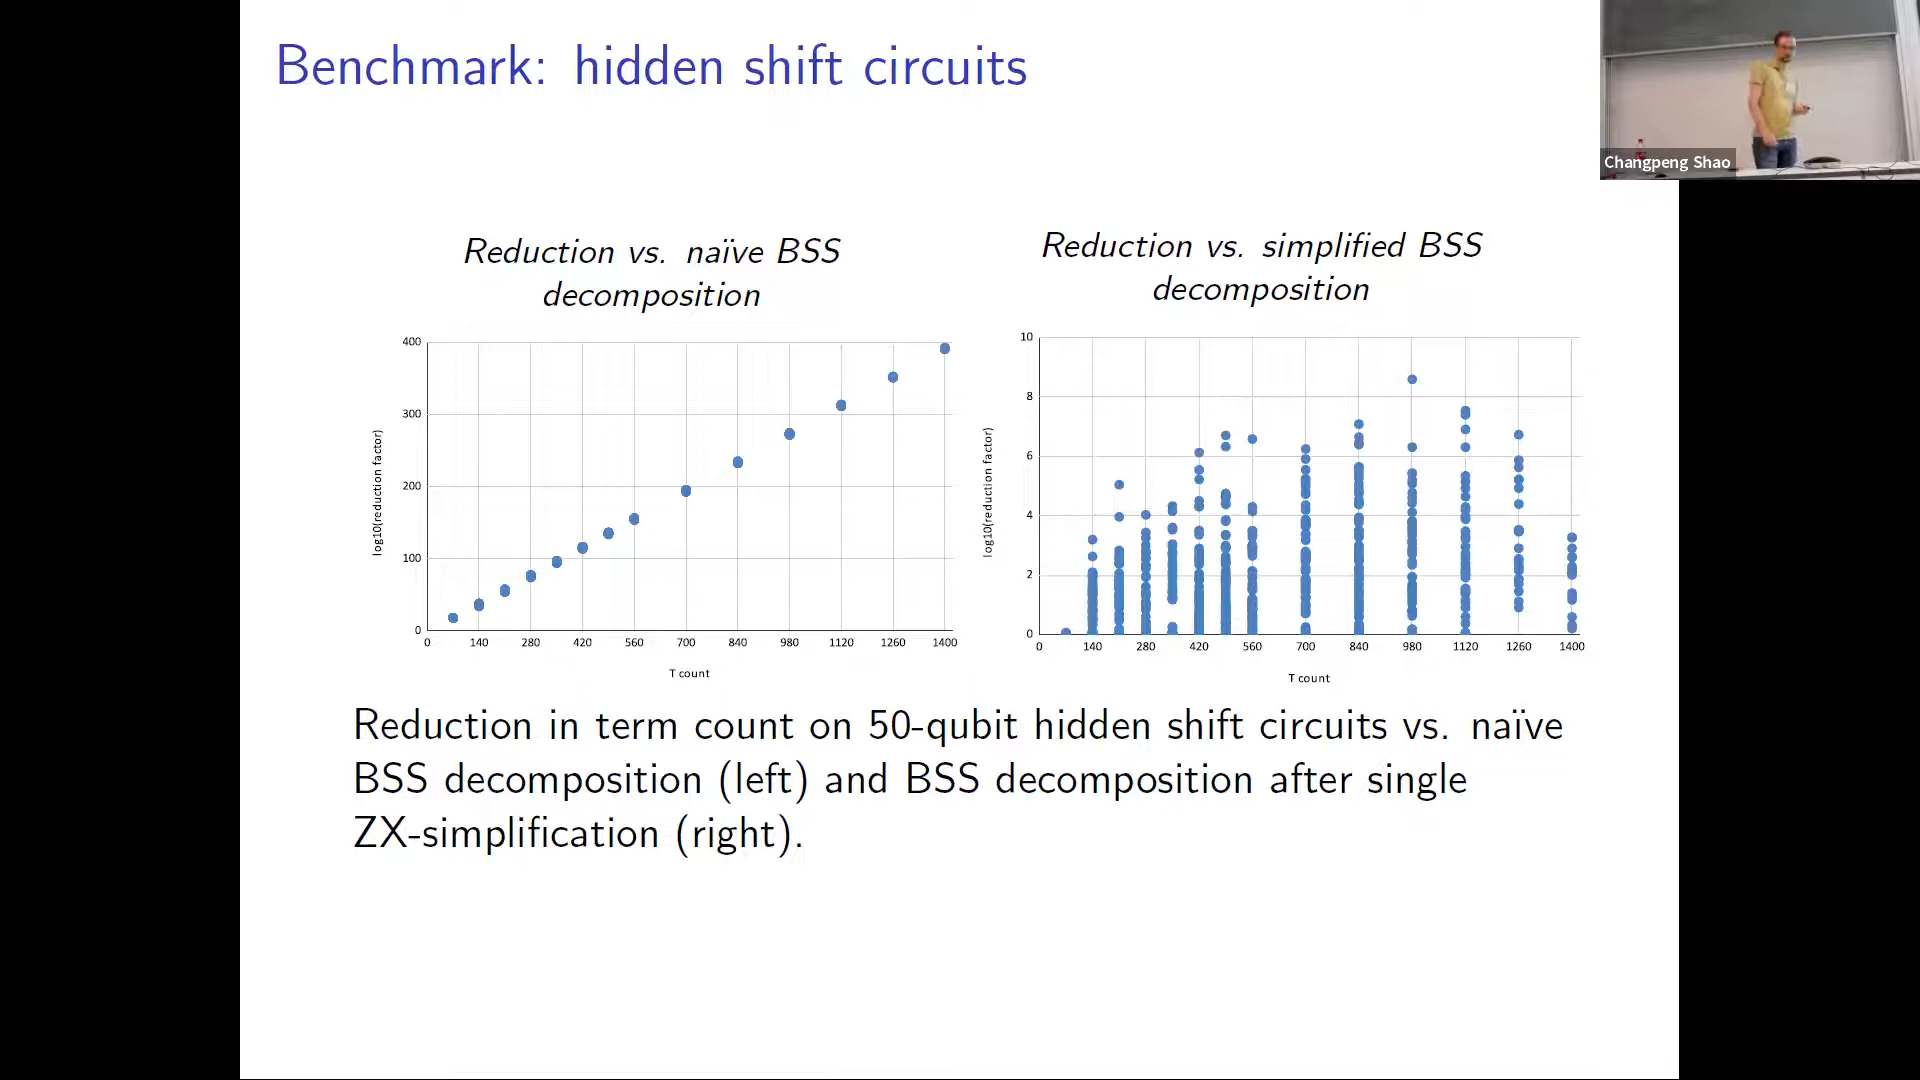 Benchmark: hidden shift circuits
Changpeng Shao
Reduction vs. naïve BSS
decomposition
400
300
200
100
0
log10(reduction factor)
0 140 280 420 560 700 840 980 1120 1260 1400
T count
Reduction vs. simplified BSS
decomposition
10
8
6
4
2
0
log10(reduction factor)
0 140 280 420 560 700 840 980 1120 1260 1400
T count
Reduction in term count on 50-qubit hidden shift circuits vs. naïve
BSS decomposition (left) and BSS decomposition after single
ZX-simplification (right).